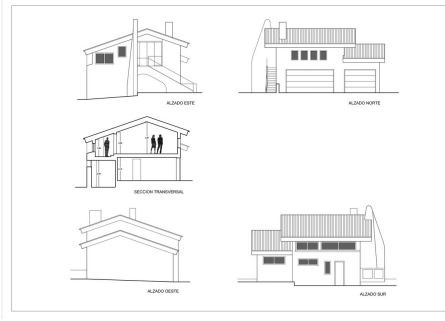 ALZADO ESTE
ALZADO NORTE
SECCION TRANSVERSAL
ALZADO OESTE
ALZADO SUR